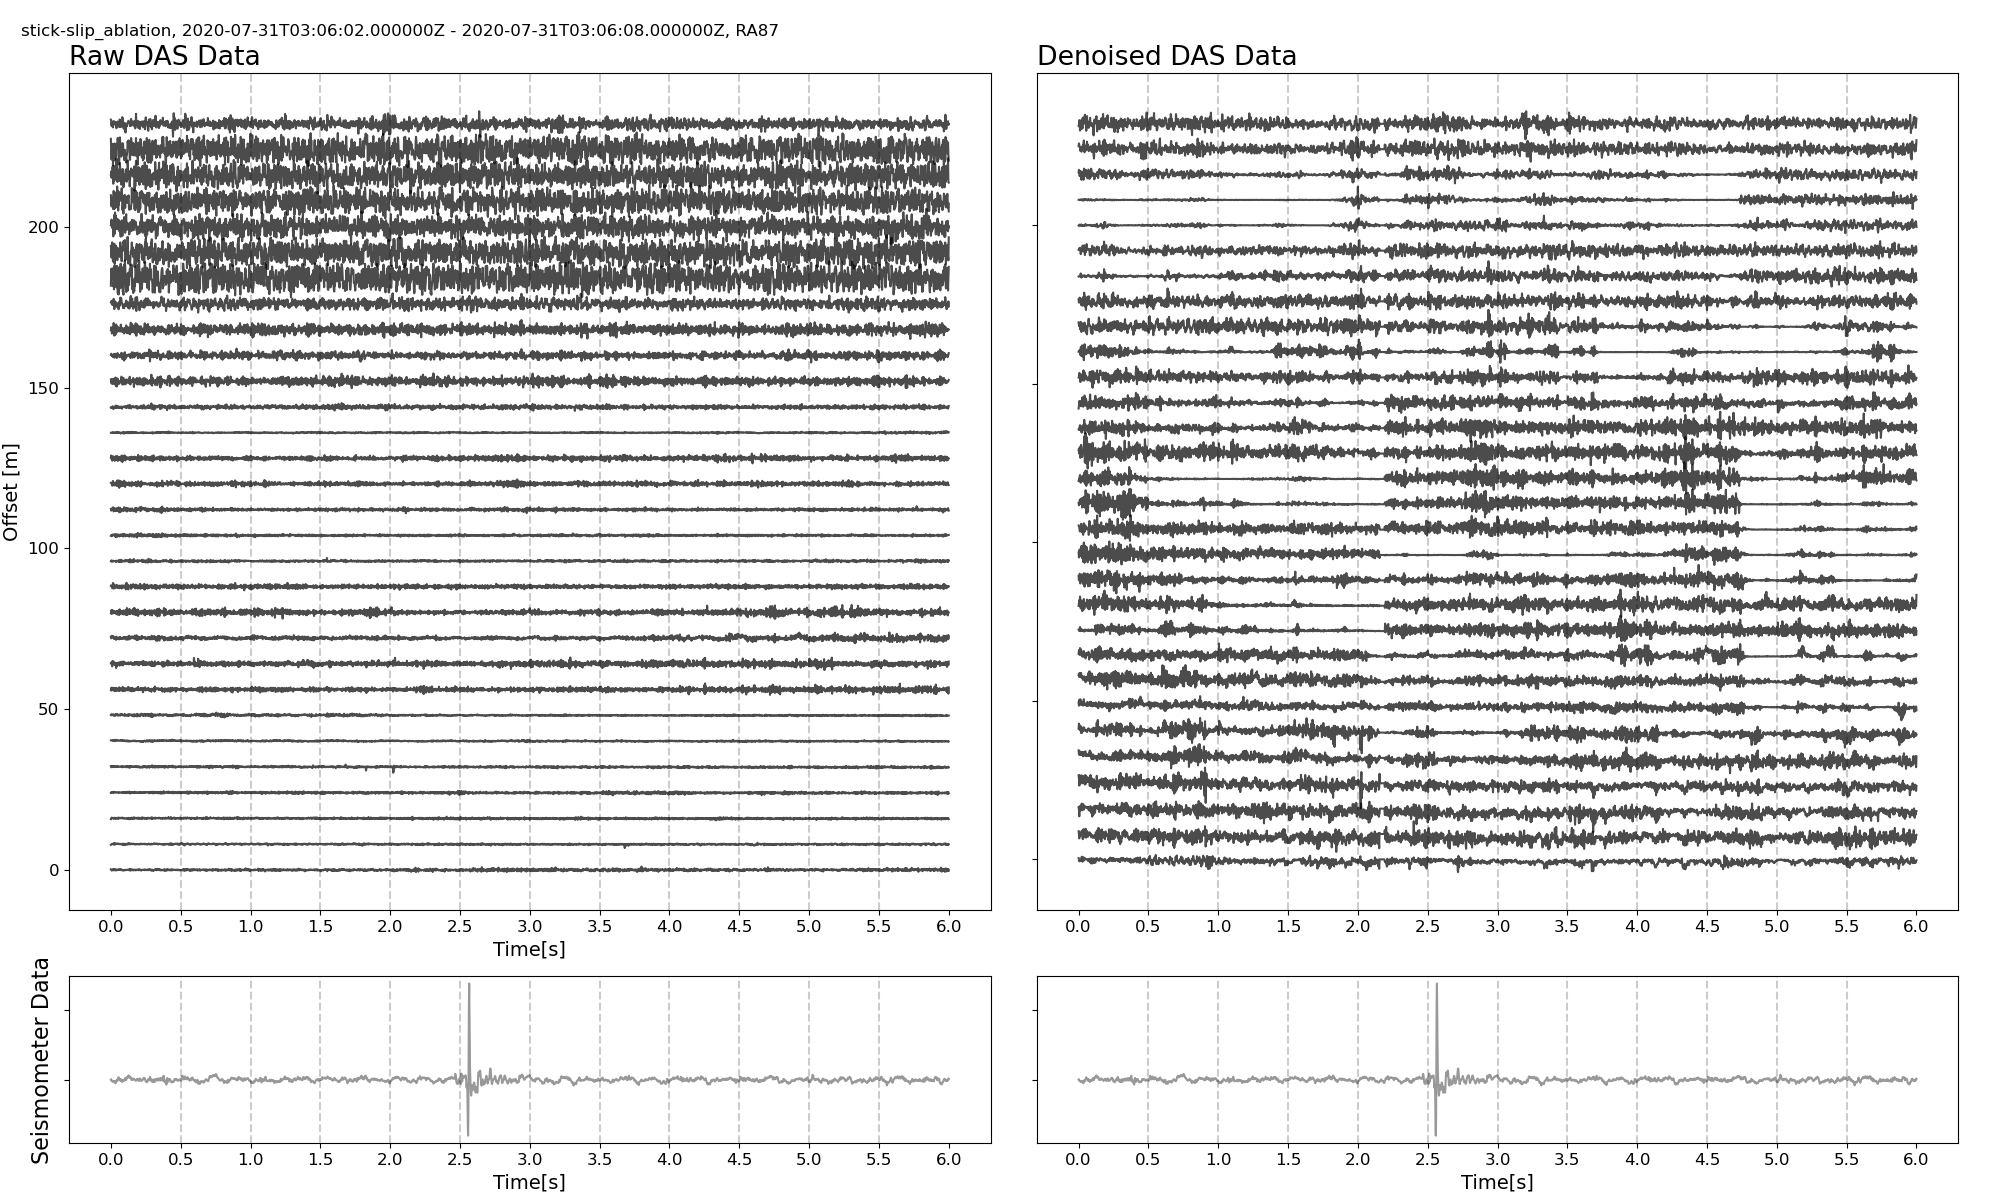 stick-slip_ablation, 2020-07-31T03:06:02.000000Z - 2020-07-31T03:06:08.000000Z, RA87
Raw DAS Data
Denoised DAS Data
Offset [m]
200
150
100
50
0
0.0 0.5 1.0 1.5 2.0 2.5 3.0 3.5 4.0 4.5 5.0 5.5 6.0
Time[s]
0.0 0.5 1.0 1.5 2.0 2.5 3.0 3.5 4.0 4.5 5.0 5.5 6.0
Seismometer Data
0.0 0.5 1.0 1.5 2.0 2.5 3.0 3.5 4.0 4.5 5.0 5.5 6.0
Time[s]
0.0 0.5 1.0 1.5 2.0 2.5 3.0 3.5 4.0 4.5 5.0 5.5 6.0
Time[s]